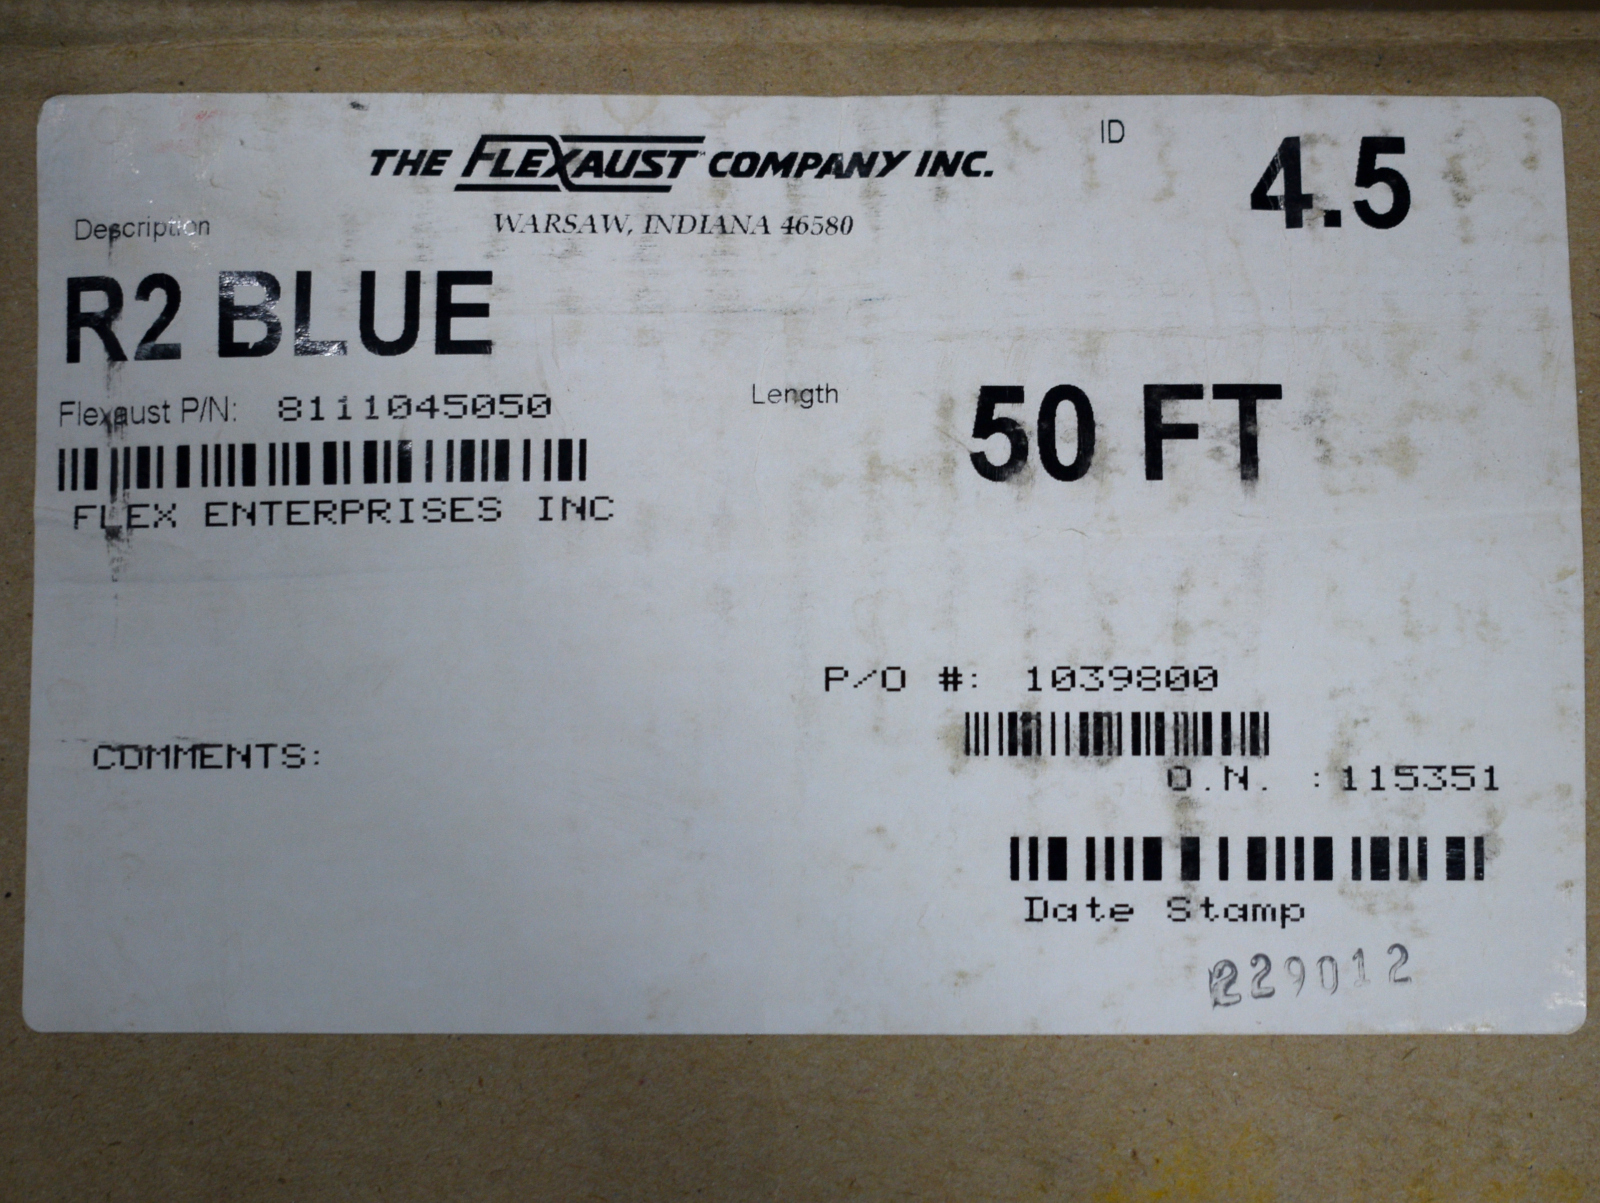 THE FLEXAUST™ COMPANY INC.
WARSAW, INDIANA 46580
ID
4.5
Description
R2 BLUE
Flexaust P/N: 8111045050
FLEX ENTERPRISES INC
Length
50 FT
P/O #: 1039800
O.N. :115351
COMMENTS:
Date Stamp
229012